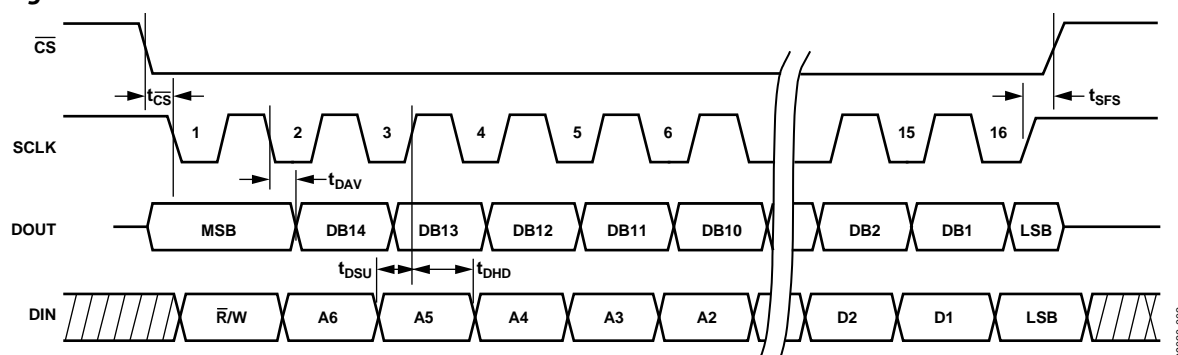 CS
tCS
tSFS
SCLK
1 2 3 4 5 6 15 16
tDAV
DOUT
MSB DB14 DB13 DB12 DB11 DB10 DB2 DB1 LSB
tDSU tDHD
DIN
R/W A6 A5 A4 A3 A2 D2 D1 LSB